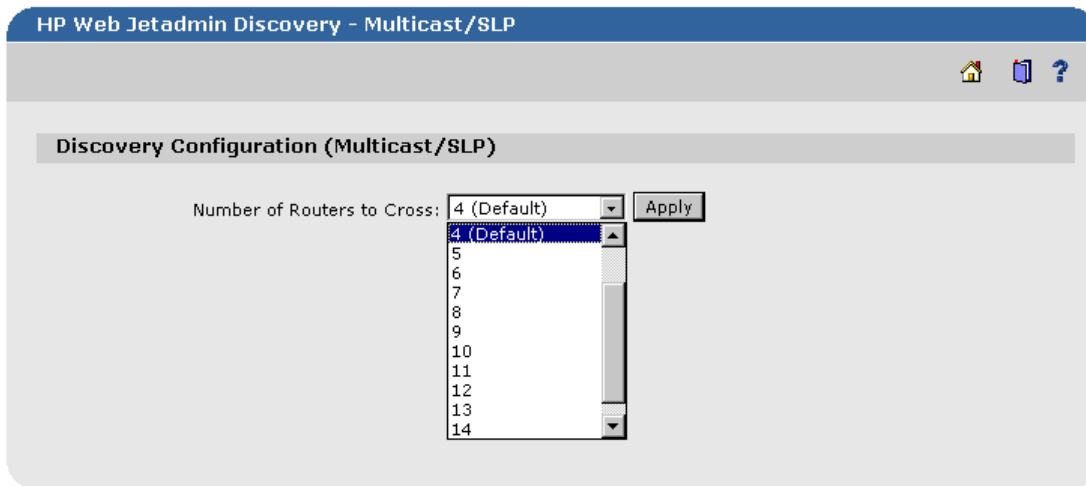 HP Web Jetadmin Discovery - Multicast/SLP
?
Discovery Configuration (Multicast/SLP)
Number of Routers to Cross: 4 (Default) Apply
4 (Default)
5
6
7
8
9
10
11
12
13
14